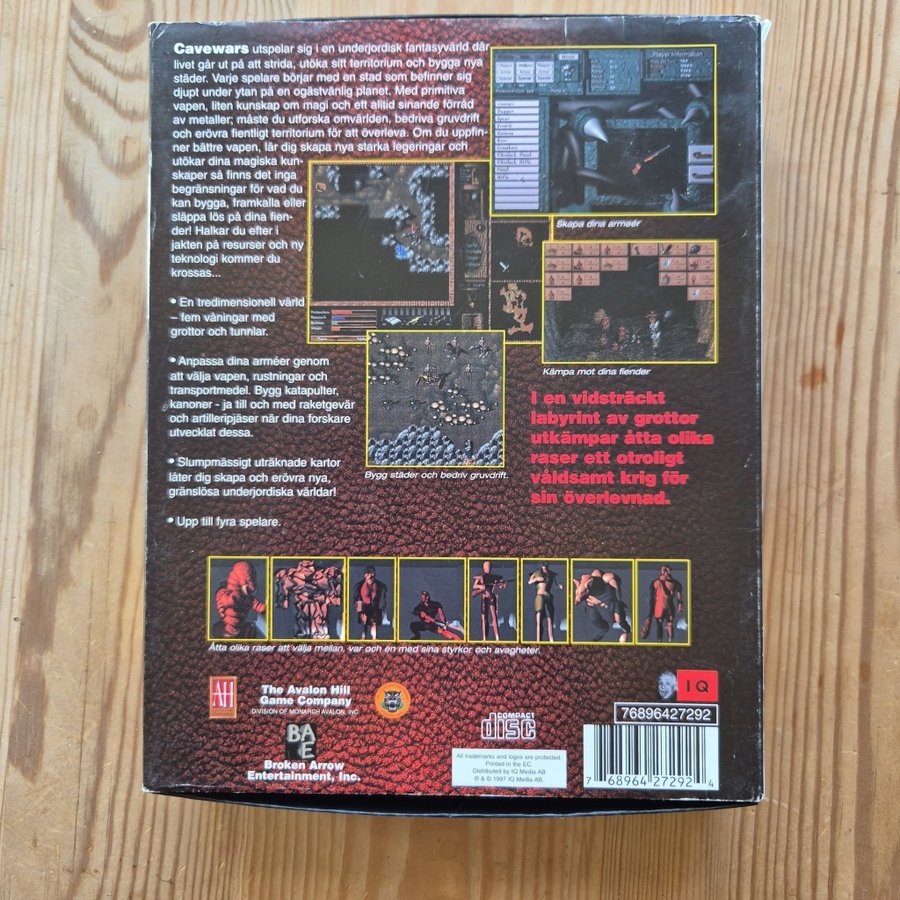 Cavewars utspelar sig i en underjordisk fantasyvärld där
livet går ut på att strida, utöka sitt territorium och bygga nya
städer. Varje spelare börjar med en stad som befinner sig
djupt under ytan på en ogästvänlig planet. Med primitiva
vapen, liten kunskap om magi och ett alltid sinande förråd
av metaller; måste du utforska omvärlden, bedriva gruvdrift
och erövra fientligt territorium för att överleva. Om du uppfin-
ner bättre vapen, lär dig skapa nya starka legeringar och
utökar dina magiska kun-
skaper så finns det inga
begränsningar för vad du
kan bygga, framkalla eller
släppa lös på dina fien-
der! Halkar du efter i
jakten på resurser och ny
teknologi kommer du
krossas...
• En tredimensionell värld
– fem våningar med
grottor och tunnlar.
• Anpassa dina arméer genom
att välja vapen, rustningar och
transportmedel. Bygg katapulter,
kanoner - ja till och med raketgevär
och artilleripjäser när dina forskare
utvecklat dessa.
• Slumpmässigt uträknade kartor
låter dig skapa och erövra nya,
gränslösa underjordiska världar!
• Upp till fyra spelare.
Player Information
Skapa dina armeér
Kämpa mot dina fiender
Bygg städer och bedriv gruvdrift.
I en vidsträckt
labyrint av grottor
utkämpar åtta olika
raser ett otroligt
våldsamt krig för
sin överlevnad.
Åtta olika raser att välja mellan, var och en med sina styrkor och svagheter.
AH
The Avalon Hill
Game Company
DIVISION OF MONARCH AVALON, INC.
BAE
Broken Arrow
Entertainment, Inc.
COMPACT
disc
All trademarks and logos are protected.
Printed in the EC.
Distributed by IQ Media AB.
© & ℗ 1997 IQ Media AB.
IQ
76896427292
7 68964 27292 4